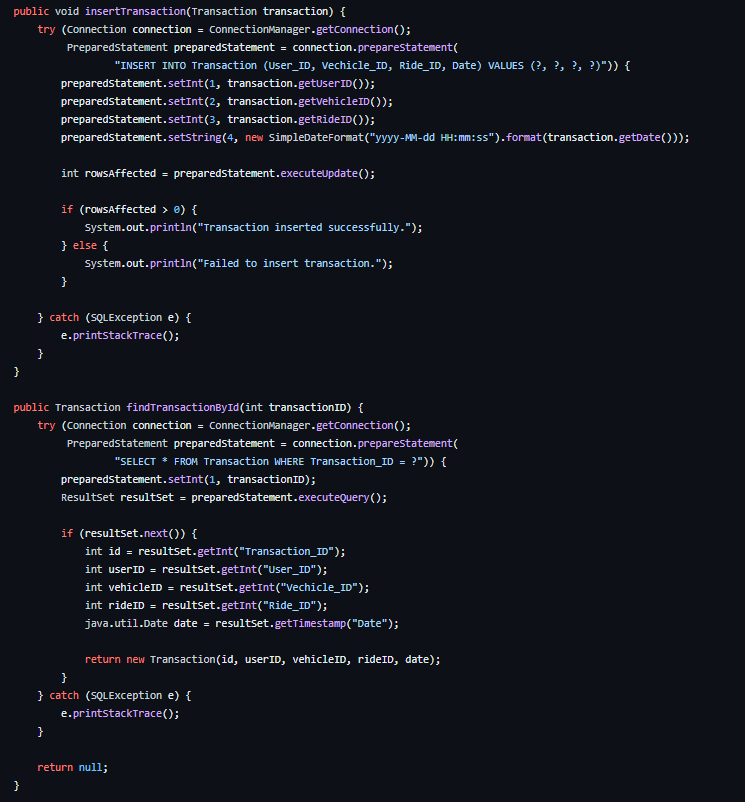 public void insertTransaction(Transaction transaction) {
    try (Connection connection = ConnectionManager.getConnection();
         PreparedStatement preparedStatement = connection.prepareStatement(
                 "INSERT INTO Transaction (User_ID, Vechicle_ID, Ride_ID, Date) VALUES (?, ?, ?, ?)")) {
        preparedStatement.setInt(1, transaction.getUserID());
        preparedStatement.setInt(2, transaction.getVehicleID());
        preparedStatement.setInt(3, transaction.getRideID());
        preparedStatement.setString(4, new SimpleDateFormat("yyyy-MM-dd HH:mm:ss").format(transaction.getDate()));

        int rowsAffected = preparedStatement.executeUpdate();

        if (rowsAffected > 0) {
            System.out.println("Transaction inserted successfully.");
        } else {
            System.out.println("Failed to insert transaction.");
        }

    } catch (SQLException e) {
        e.printStackTrace();
    }
}

public Transaction findTransactionById(int transactionID) {
    try (Connection connection = ConnectionManager.getConnection();
         PreparedStatement preparedStatement = connection.prepareStatement(
                 "SELECT * FROM Transaction WHERE Transaction_ID = ?")) {
        preparedStatement.setInt(1, transactionID);
        ResultSet resultSet = preparedStatement.executeQuery();

        if (resultSet.next()) {
            int id = resultSet.getInt("Transaction_ID");
            int userID = resultSet.getInt("User_ID");
            int vehicleID = resultSet.getInt("Vechicle_ID");
            int rideID = resultSet.getInt("Ride_ID");
            java.util.Date date = resultSet.getTimestamp("Date");

            return new Transaction(id, userID, vehicleID, rideID, date);
        }
    } catch (SQLException e) {
        e.printStackTrace();
    }

    return null;
}